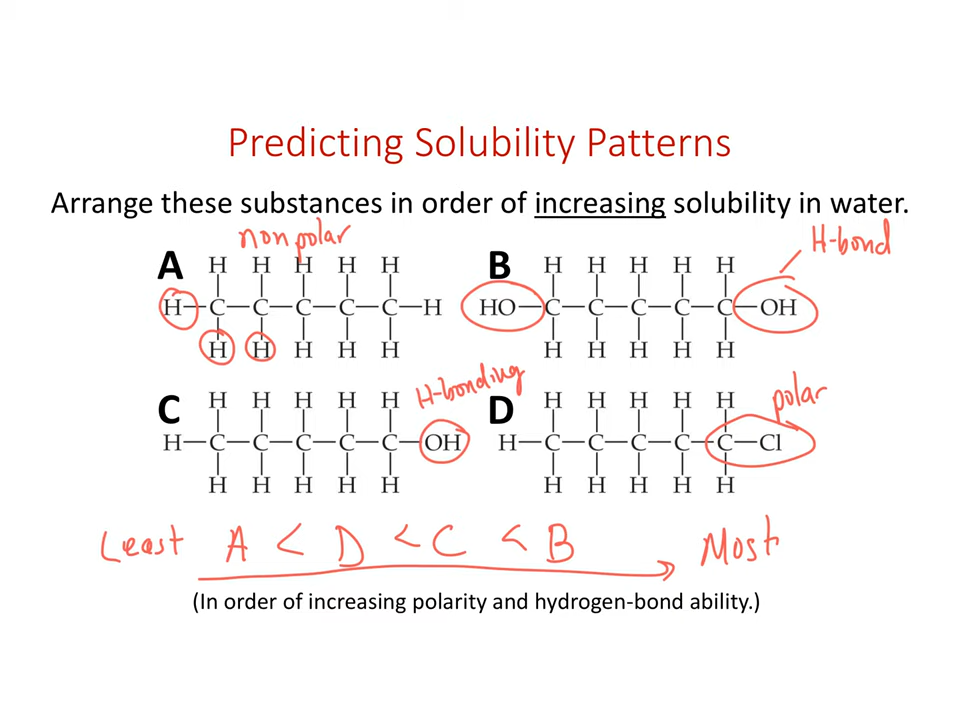 Predicting Solubility Patterns
Arrange these substances in order of increasing solubility in water.
non polar
H-bond
A H H H H H
H—C—C—C—C—C—H
H H H H H
B H H H H H
HO—C—C—C—C—C—OH
H H H H H
H-bonding
polar
C H H H H H
H—C—C—C—C—C—OH
H H H H H
D H H H H H
H—C—C—C—C—C—Cl
H H H H H
Least A < D < C < B Most
(In order of increasing polarity and hydrogen-bond ability.)